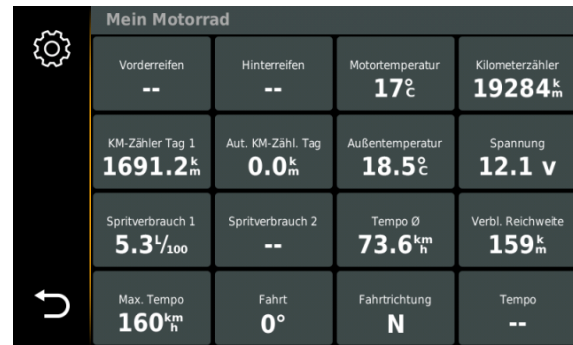 Mein Motorrad
Vorderreifen
--
Hinterreifen
--
Motortemperatur
17°C
Kilometerzähler
19284km
KM-Zähler Tag 1
1691.2km
Aut. KM-Zähl. Tag
0.0km
Außentemperatur
18.5°C
Spannung
12.1 v
Spritverbrauch 1
5.3L/100
Spritverbrauch 2
--
Tempo Ø
73.6km/h
Verbl. Reichweite
159km
Max. Tempo
160km/h
Fahrt
0°
Fahrtrichtung
N
Tempo
--